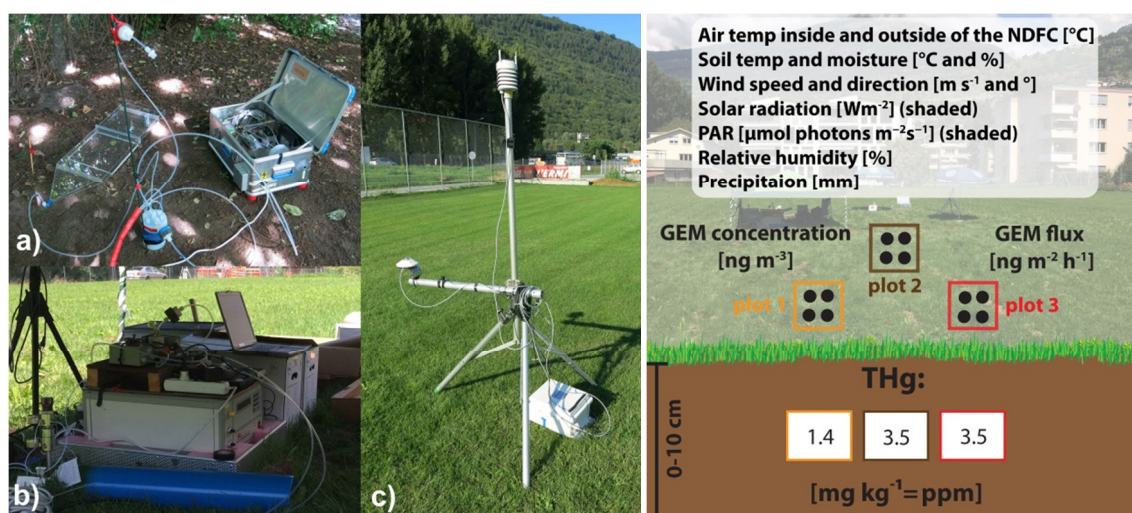 a)
b)
c)
Air temp inside and outside of the NDFC [°C]
Soil temp and moisture [°C and %]
Wind speed and direction [m s⁻¹ and °]
Solar radiation [Wm⁻²] (shaded)
PAR [µmol photons m⁻²s⁻¹] (shaded)
Relative humidity [%]
Precipitaion [mm]
GEM concentration
[ng m⁻³]
GEM flux
[ng m⁻² h⁻¹]
plot 1
plot 2
plot 3
0-10 cm
THg:
1.4 3.5 3.5
[mg kg⁻¹= ppm]